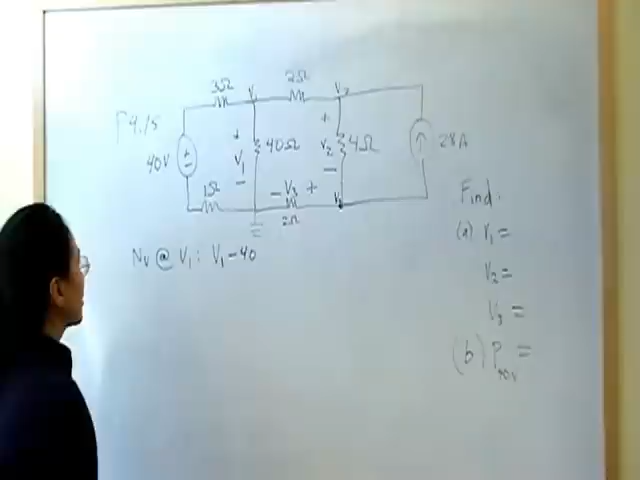 P4.15
3Ω
V₁
2Ω
V₂
40V
+
-
+
V₁
-
40Ω
+
V₂
-
4Ω
28A
1Ω
- V₃ +
2Ω
V₃
Find.
(a) V₁ =
V₂ =
V₃ =
(b) P40V =
NV @ V₁: V₁-40